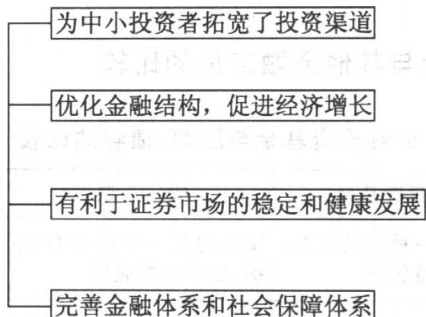 为中小投资者拓宽了投资渠道
优化金融结构，促进经济增长
有利于证券市场的稳定和健康发展
完善金融体系和社会保障体系